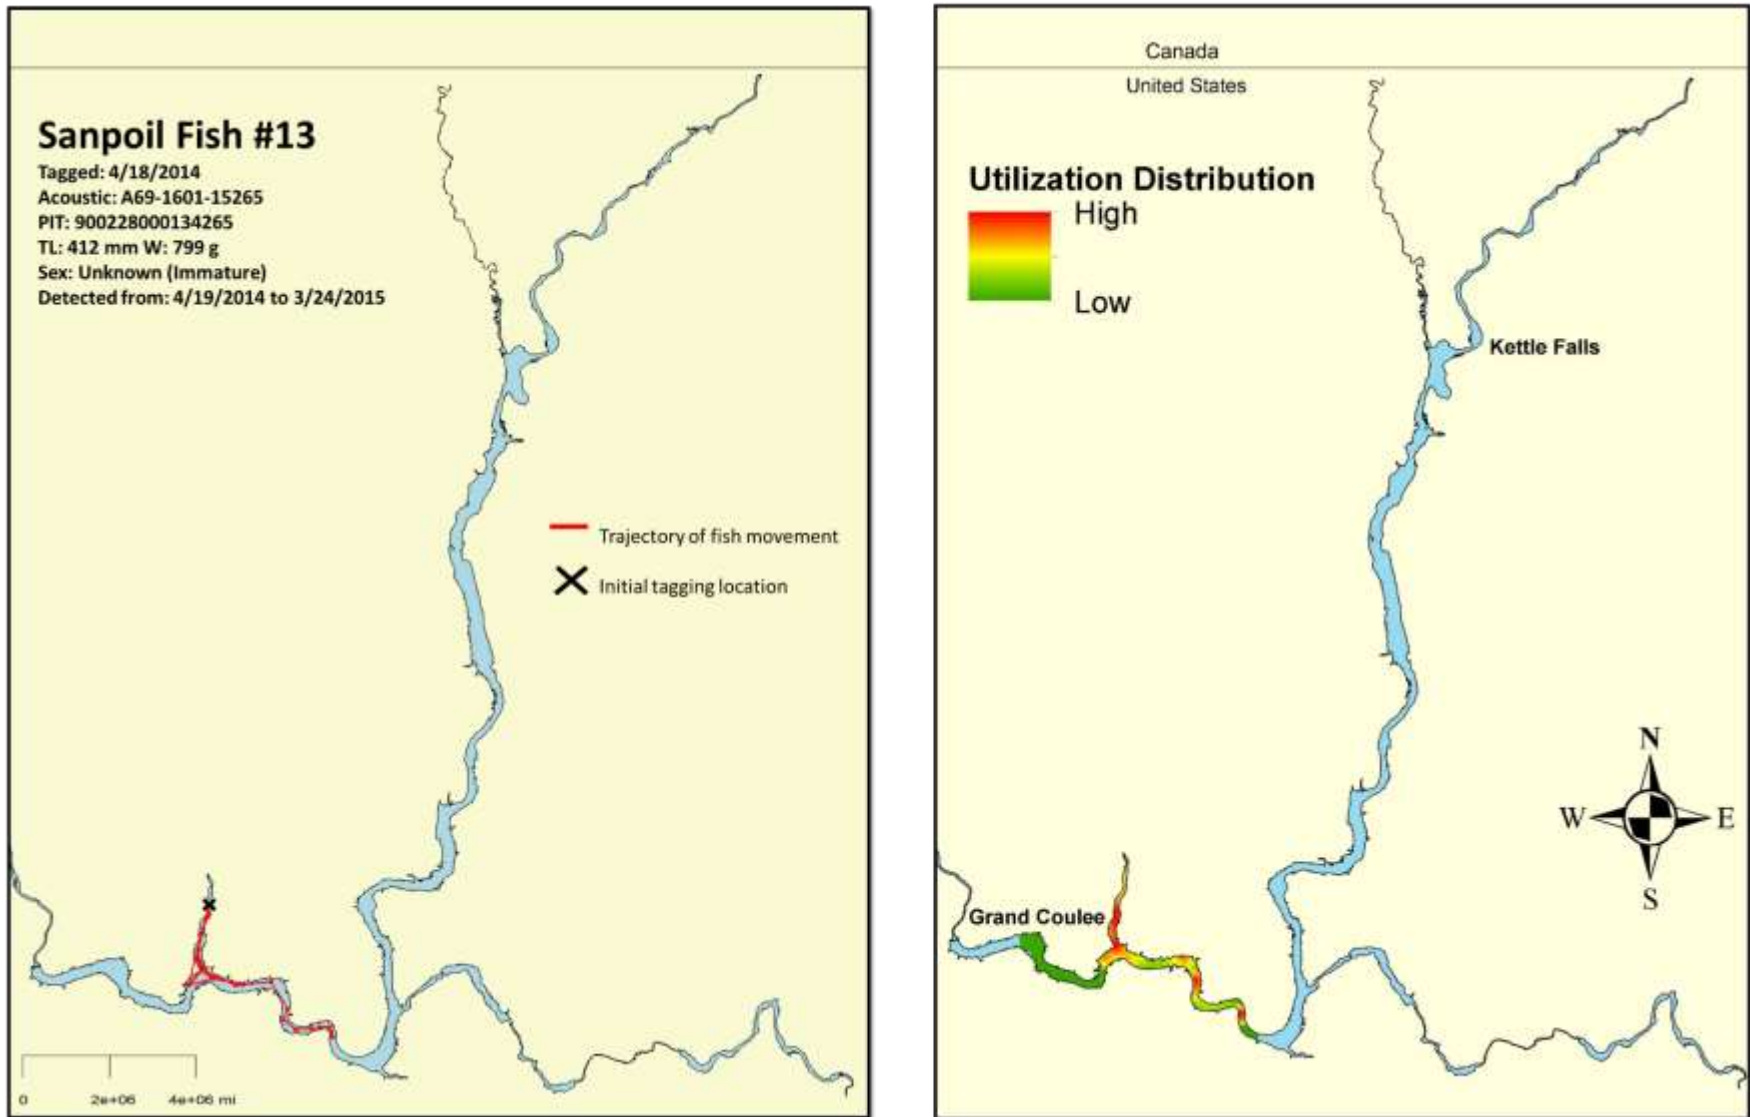 Sanpoil Fish #13
Tagged: 4/18/2014
Acoustic: A69-1601-15265
PIT: 900228000134265
TL: 412 mm W: 799 g
Sex: Unknown (Immature)
Detected from: 4/19/2014 to 3/24/2015
Trajectory of fish movement
Initial tagging location
0 2e+06 4e+06 mi
Canada
United States
Utilization Distribution
High
Low
Kettle Falls
N
W E
S
Grand Coulee